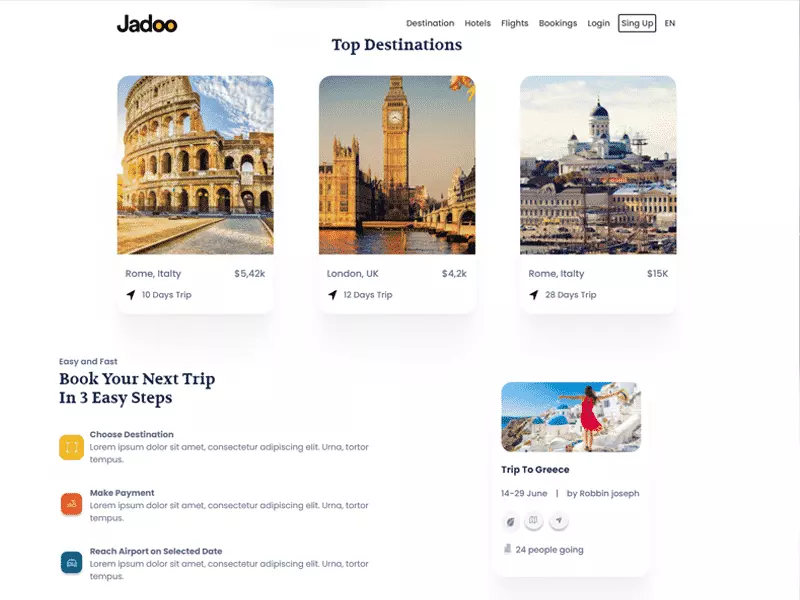 Jadoo
Destination Hotels Flights Bookings Login Sing Up EN
Top Destinations
Rome, Italty $5,42k
10 Days Trip
London, UK $4,2k
12 Days Trip
Rome, Italty $15K
28 Days Trip
Easy and Fast
Book Your Next Trip
In 3 Easy Steps
Choose Destination
Lorem ipsum dolor sit amet, consectetur adipiscing elit. Urna, tortor
tempus.
Make Payment
Lorem ipsum dolor sit amet, consectetur adipiscing elit. Urna, tortor
tempus.
Reach Airport on Selected Date
Lorem ipsum dolor sit amet, consectetur adipiscing elit. Urna, tortor
tempus.
Trip To Greece
14-29 June | by Robbin joseph
24 people going